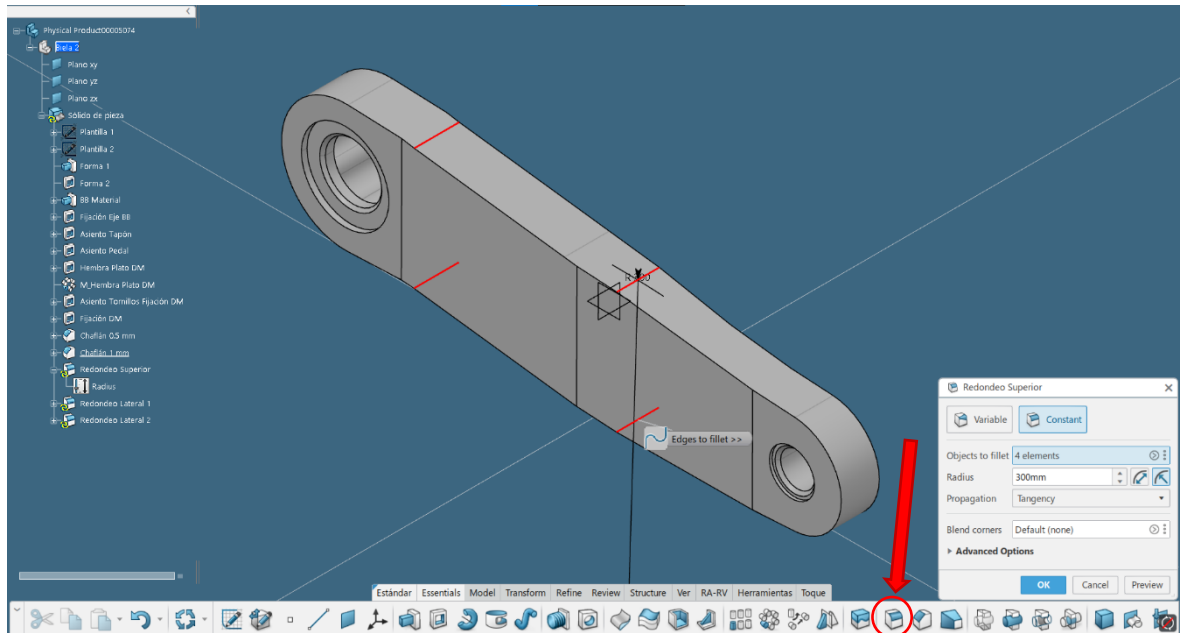 Physical Product00005074
Biela 2
Plano xy
Plano yz
Plano zx
Sólido de pieza
Plantilla 1
Plantilla 2
Forma 1
Forma 2
BB Material
Fijación Eje BB
Asiento Tapón
Asiento Pedal
Hembra Plato DM
M_Hembra Plato DM
Asiento Tornillos Fijación DM
Fijación DM
Chaflán 0.5 mm
Chaflán 1 mm
Redondeo Superior
Radius
Redondeo Lateral 1
Redondeo Lateral 2
Edges to fillet >>
Redondeo Superior
Variable
Constant
Objects to fillet 4 elements
Radius 300mm
Propagation Tangency
Blend corners Default (none)
Advanced Options
OK Cancel Preview
Estándar Essentials Model Transform Refine Review Structure Ver RA-RV Herramientas Toque